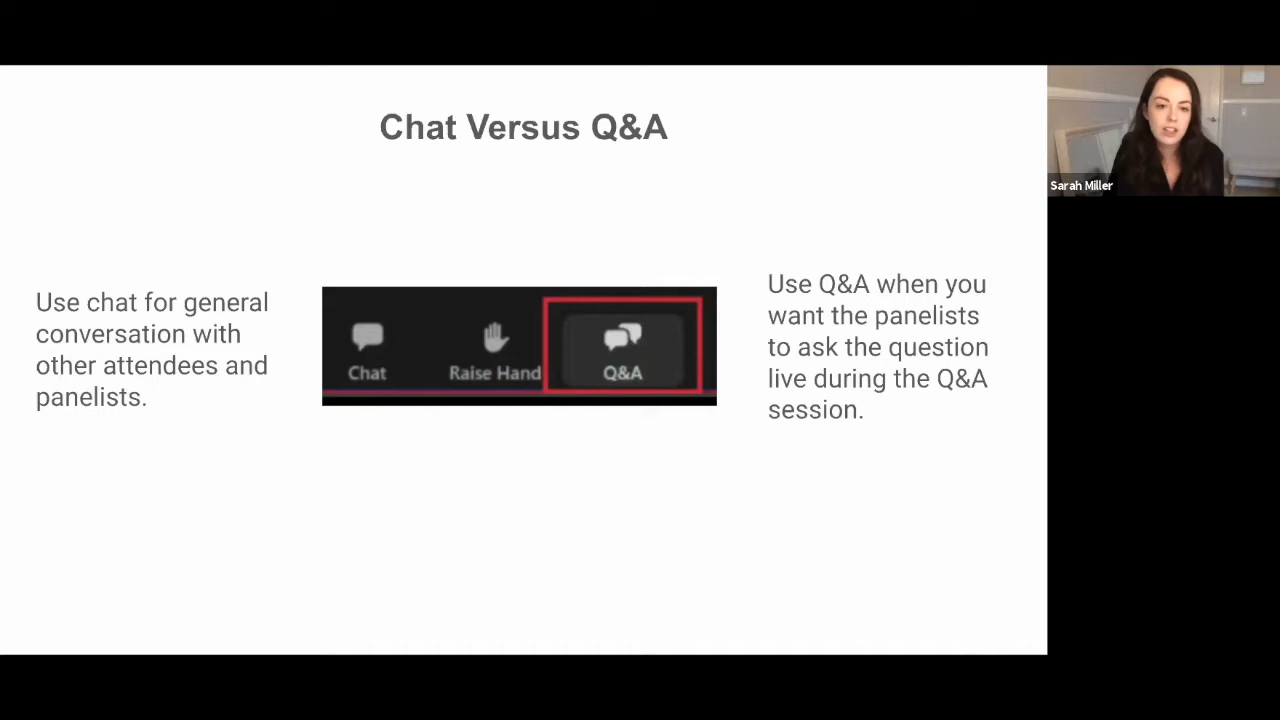 Chat Versus Q&A
Use chat for general
conversation with
other attendees and
panelists.
Chat
Raise Hand
Q&A
Use Q&A when you
want the panelists
to ask the question
live during the Q&A
session.
Sarah Miller